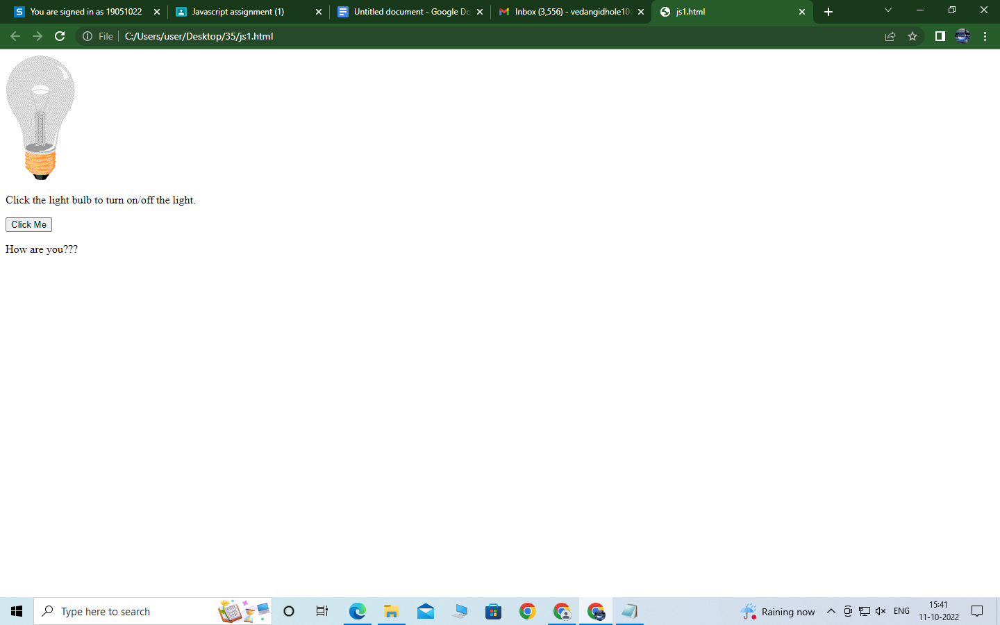 You are signed in as 19051022
Javascript assignment (1)
Untitled document - Google Do
Inbox (3,556) - vedangidhole10
js1.html
File
C:/Users/user/Desktop/35/js1.html
Click the light bulb to turn on/off the light.
Click Me
How are you???
Type here to search
Raining now
ENG
15:41
11-10-2022